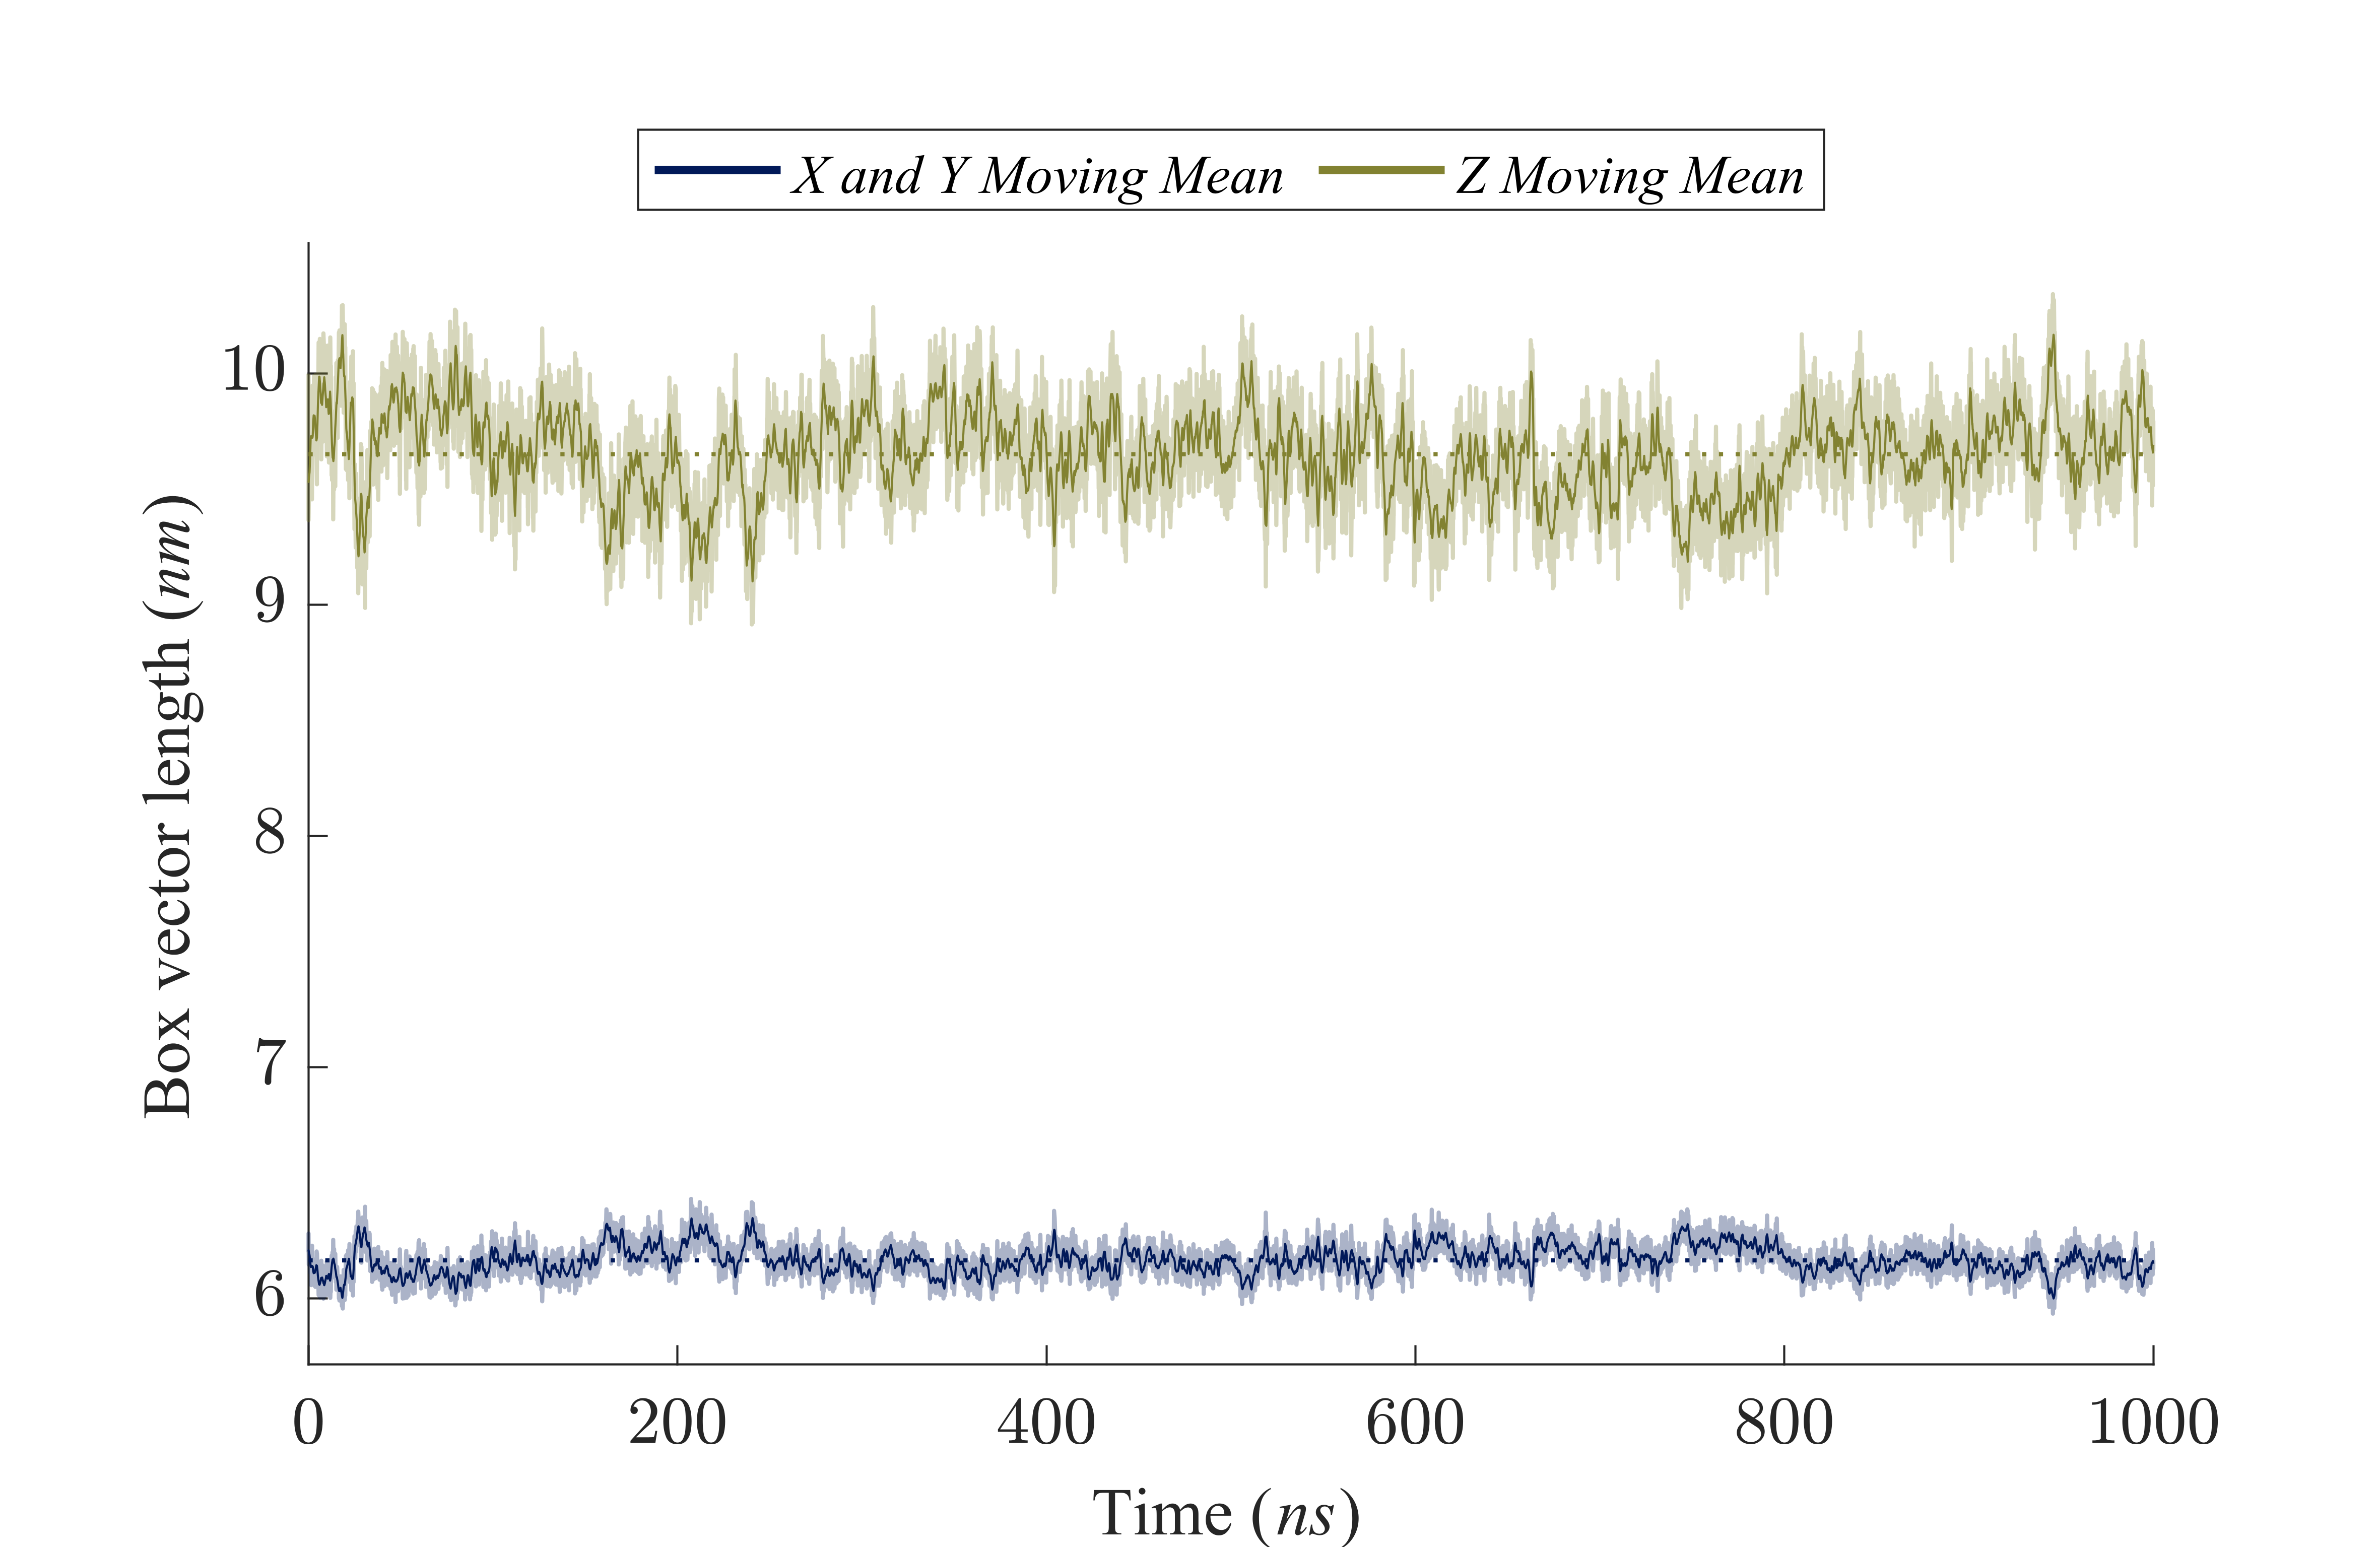 X and Y Moving Mean Z Moving Mean
Box vector length (nm)
10
9
8
7
6
0 200 400 600 800 1000
Time (ns)